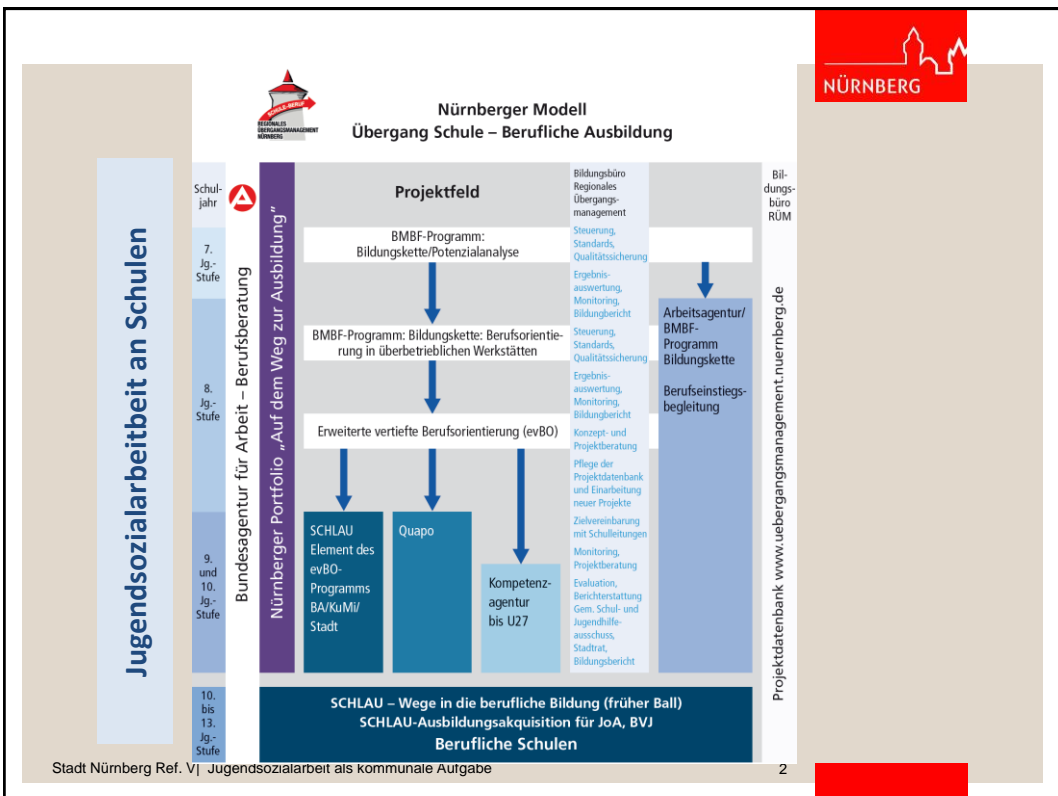 NÜRNBERG
SCHULE–BERUF
REGIONALES
ÜBERGANGSMANAGEMENT
NÜRNBERG
Nürnberger Modell
Übergang Schule – Berufliche Ausbildung
Jugendsozialarbeitbeit an Schulen
Schul-
jahr
7.
Jg.-
Stufe
8.
Jg.-
Stufe
9.
und
10.
Jg.-
Stufe
10.
bis
13.
Jg.-
Stufe
Bundesagentur für Arbeit – Berufsberatung
Nürnberger Portfolio „Auf dem Weg zur Ausbildung“
Projektfeld
BMBF-Programm:
Bildungskette/Potenzialanalyse
BMBF-Programm: Bildungskette: Berufsorientie-
rung in überbetrieblichen Werkstätten
Erweiterte vertiefte Berufsorientierung (evBO)
SCHLAU
Element des
evBO-
Programms
BA/KuMi/
Stadt
Quapo
Kompetenz-
agentur
bis U27
Bildungsbüro
Regionales
Übergangs-
management
Steuerung,
Standards,
Qualitätssicherung
Ergebnis-
auswertung,
Monitoring,
Bildungbericht
Steuerung,
Standards,
Qualitätssicherung
Ergebnis-
auswertung,
Monitoring,
Bildungbericht
Konzept- und
Projektberatung
Pflege der
Projektdatenbank
und Einarbeitung
neuer Projekte
Zielvereinbarung
mit Schulleitungen
Monitoring,
Projektberatung
Evaluation,
Berichterstattung
Gem. Schul- und
Jugendhilfe-
ausschuss,
Stadtrat,
Bildungsbericht
Arbeitsagentur/
BMBF-
Programm
Bildungskette
Berufseinstiegs-
begleitung
Bil-
dungs-
büro
RÜM
Projektdatenbank www.uebergangsmanagement.nuernberg.de
SCHLAU – Wege in die berufliche Bildung (früher Ball)
SCHLAU-Ausbildungsakquisition für JoA, BVJ
Berufliche Schulen
Stadt Nürnberg Ref. V| Jugendsozialarbeit als kommunale Aufgabe
2